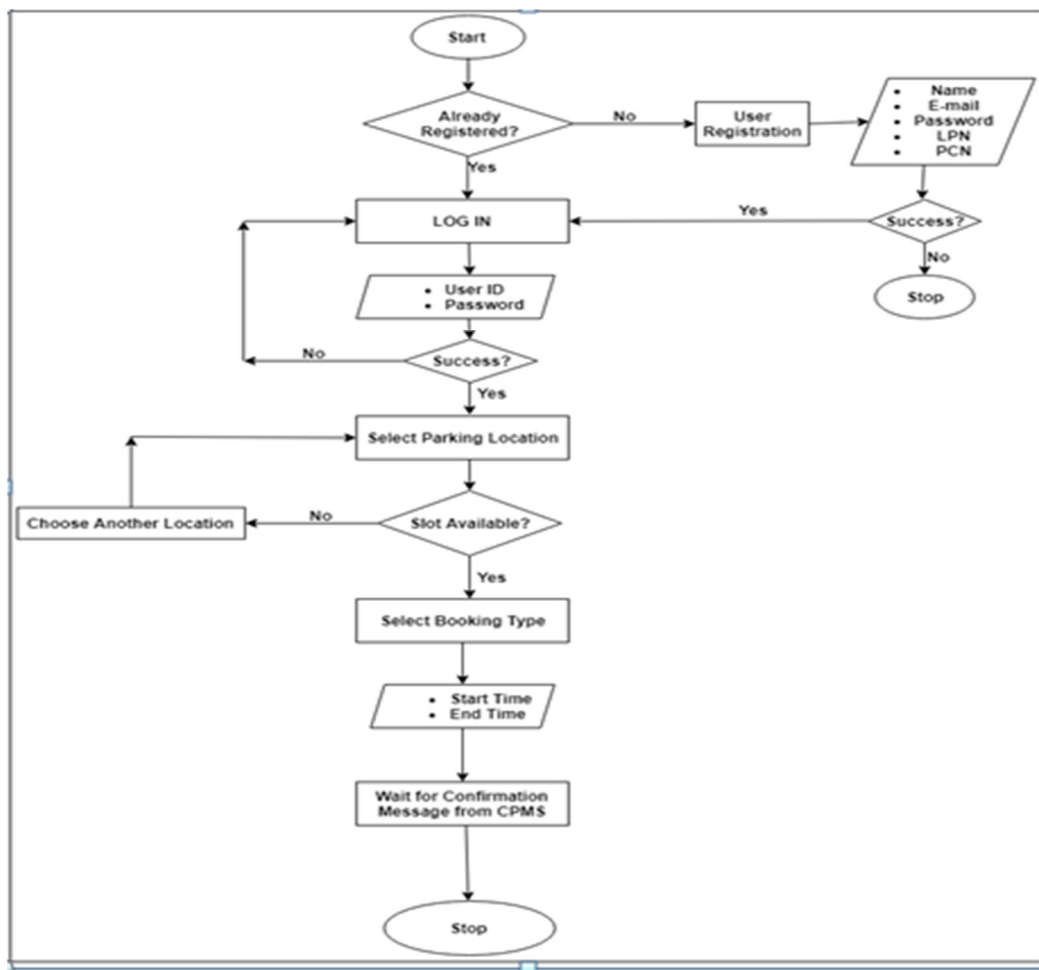 Start
Already
Registered?
No
User
Registration
• Name
• E-mail
• Password
• LPN
• PCN
Yes
LOG IN
Yes
Success?
No
Stop
• User ID
• Password
No
Success?
Yes
Select Parking Location
Choose Another Location
No
Slot Available?
Yes
Select Booking Type
• Start Time
• End Time
Wait for Confirmation
Message from CPMS
Stop